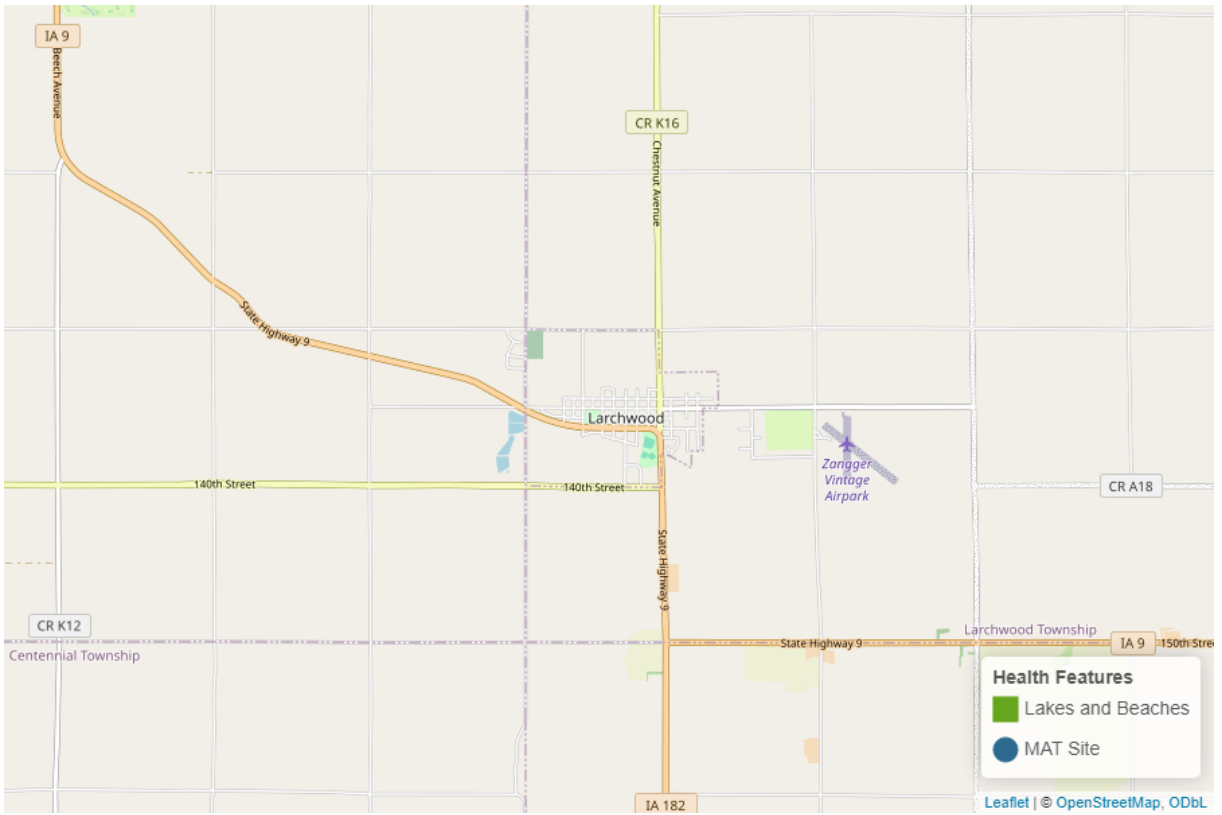 IA 9
Beech Avenue
CR K16
Chestnut Avenue
State Highway 9
Larchwood
Zangger
Vintage
Airpark
140th Street
140th Street
CR A18
State Highway 9
CR K12
Centennial Township
Larchwood Township
State Highway 9
IA 9
150th Stree
Health Features
Lakes and Beaches
MAT Site
IA 182
Leaflet | © OpenStreetMap, ODbL